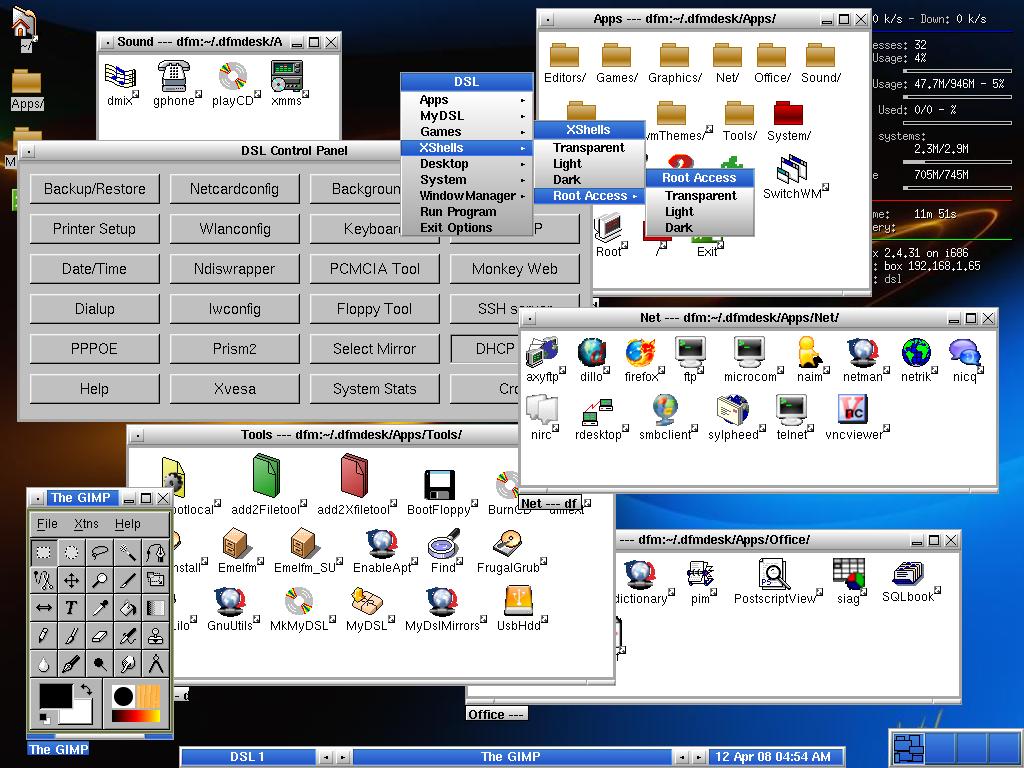 ~/
Apps/
M
Sound --- dfm:~/.dfmdesk/A
dmix
gphone
playCD
xmms
Apps --- dfm:~/.dfmdesk/Apps/
Editors/
Games/
Graphics/
Net/
Office/
Sound/
vmThemes/
Tools/
System/
SwitchWM
Root
/
Exit
0 k/s - Down: 0 k/s
esses: 32
Usage: 4%
Usage: 47.7M/946M - 5%
Used: 0/0 - %
systems:
2.3M/2.9M
e 705M/745M
me: 11m 51s
ery:
x 2.4.31 on i686
: box 192.168.1.65
: dsl
DSL
Apps
MyDSL
Games
XShells
Desktop
System
WindowManager
Run Program
Exit Options
XShells
Transparent
Light
Dark
Root Access
Root Access
Transparent
Light
Dark
DSL Control Panel
Backup/Restore
Netcardconfig
Backgroun
Printer Setup
Wlanconfig
Keyboar
P
Date/Time
Ndiswrapper
PCMCIA Tool
Monkey Web
Dialup
Iwconfig
Floppy Tool
SSH server
PPPOE
Prism2
Select Mirror
DHCP
Help
Xvesa
System Stats
Cro
Net --- dfm:~/.dfmdesk/Apps/Net/
axyftp
dillo
firefox
ftp
microcom
naim
netman
netrik
nicq
nirc
rdesktop
smbclient
sylpheed
telnet
vncviewer
Net --- df
Tools --- dfm:~/.dfmdesk/Apps/Tools/
ootlocal
add2Filetool
add2Xfiletool
BootFloppy
BurnCD
nstall
Emelfm
Emelfm_SU
EnableApt
Find
FrugalGrub
Lilo
GnuUtils
MkMyDSL
MyDSL
MyDslMirrors
UsbHdd
- d
--- dfm:~/.dfmdesk/Apps/Office/
dictionary
pim
PostscriptView
siag
SQLbook
Office ---
The GIMP
File
Xtns
Help
The GIMP
DSL 1
The GIMP
12 Apr 08 04:54 AM